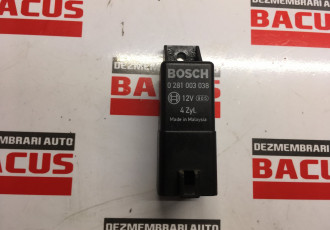 DEZMEMBRARI AUTO
BACUS
DEZMEMBRARI AUTO
BACUS
DEZMEMBRARI AUTO
BACUS
BOSCH
0 281 003 038
12V
4 Zyl.
Made in Malaysia
DEZMEMBRARI AUTO
BACUS
DEZMEMBRARI AUTO
BACUS